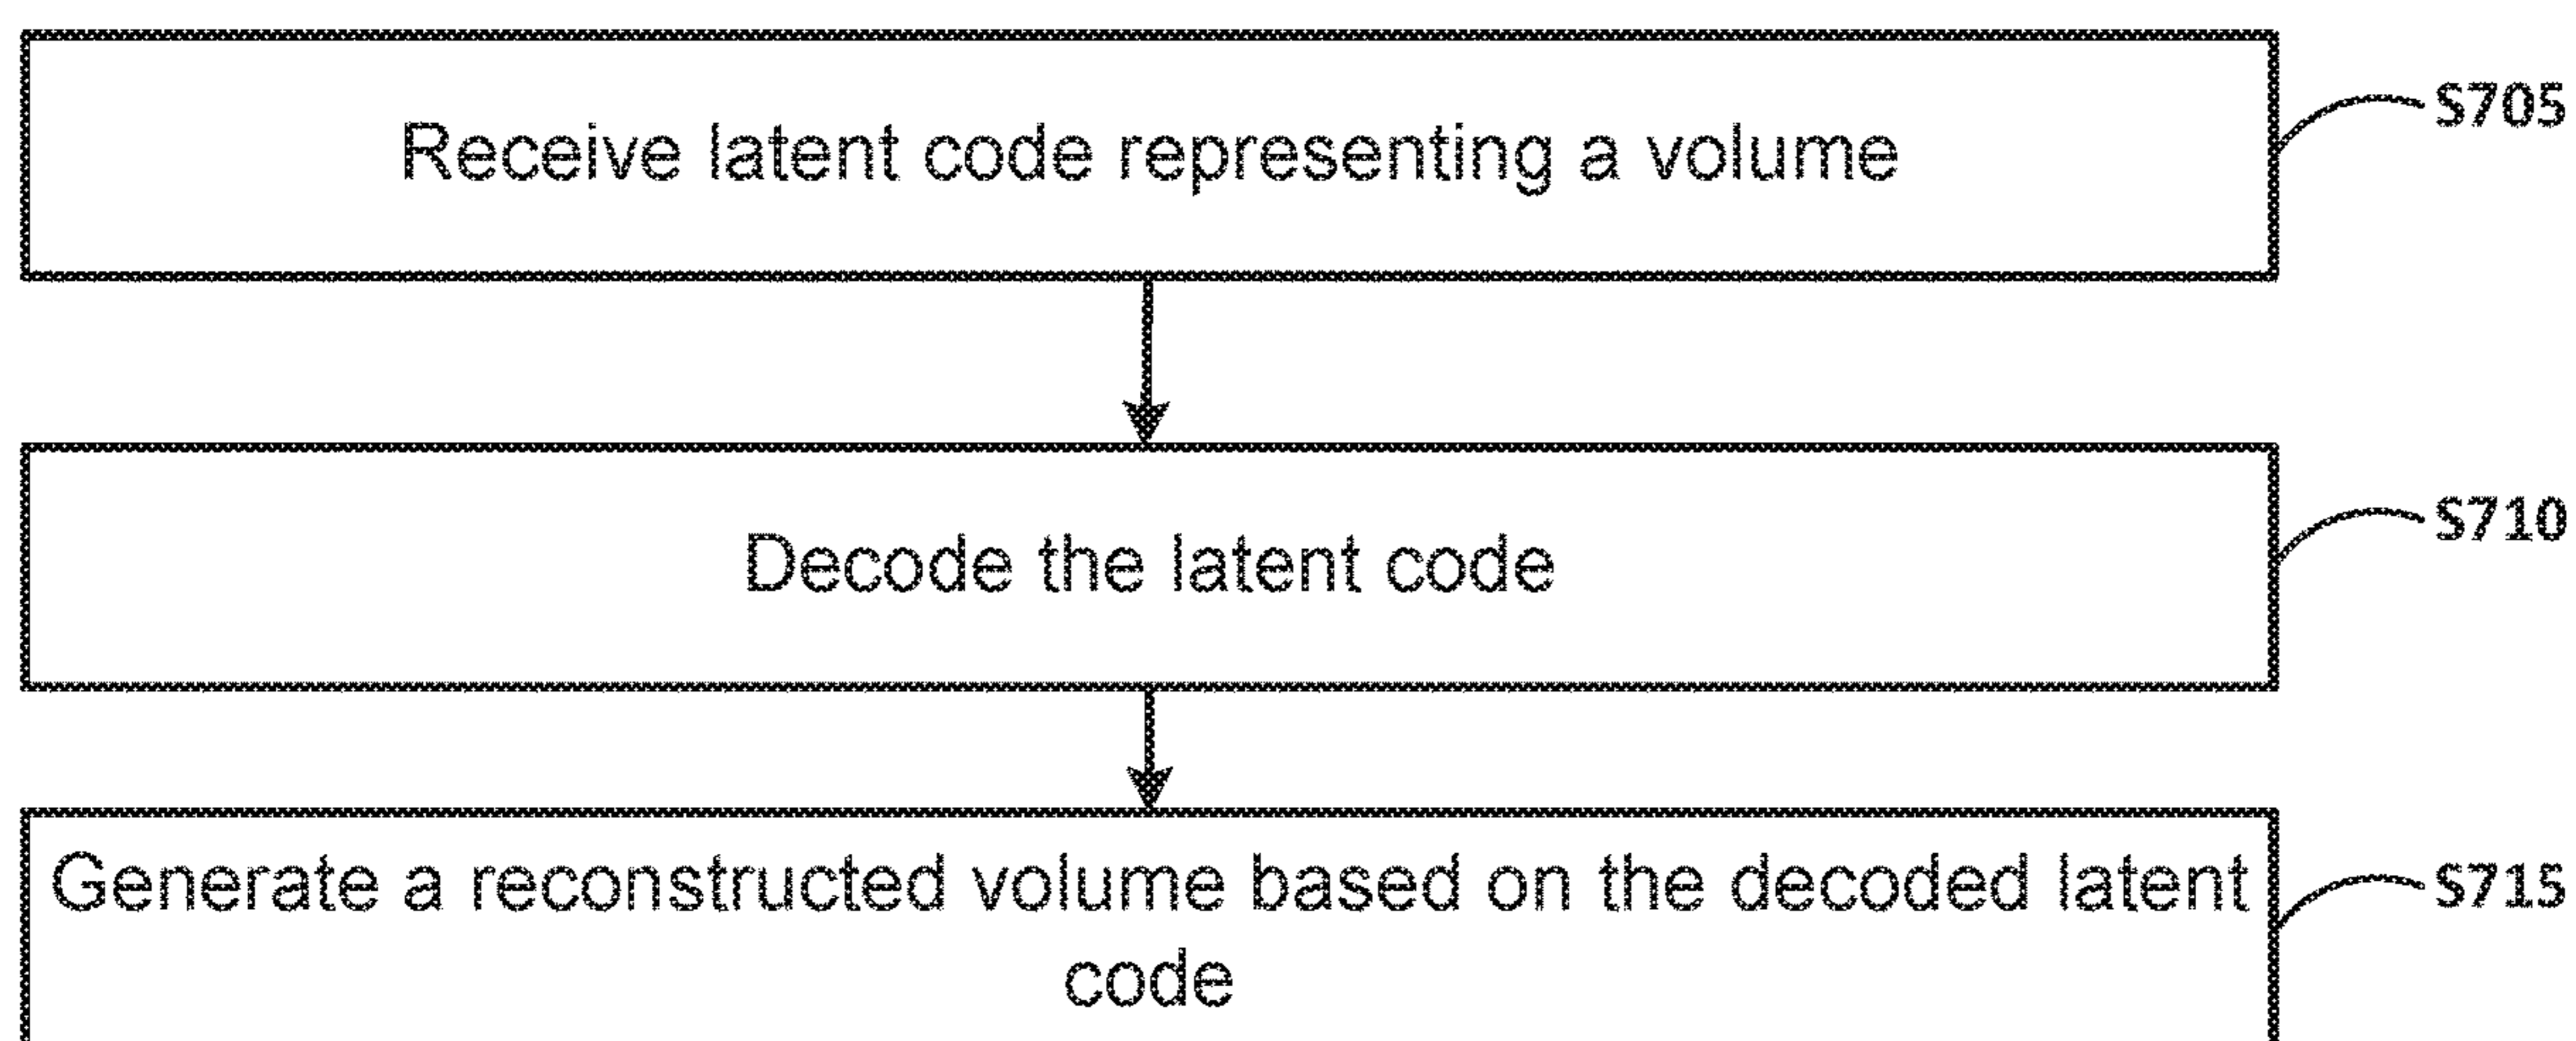 Receive latent code representing a volume
S705
Decode the latent code
S710
Generate a reconstructed volume based on the decoded latent
code
S715